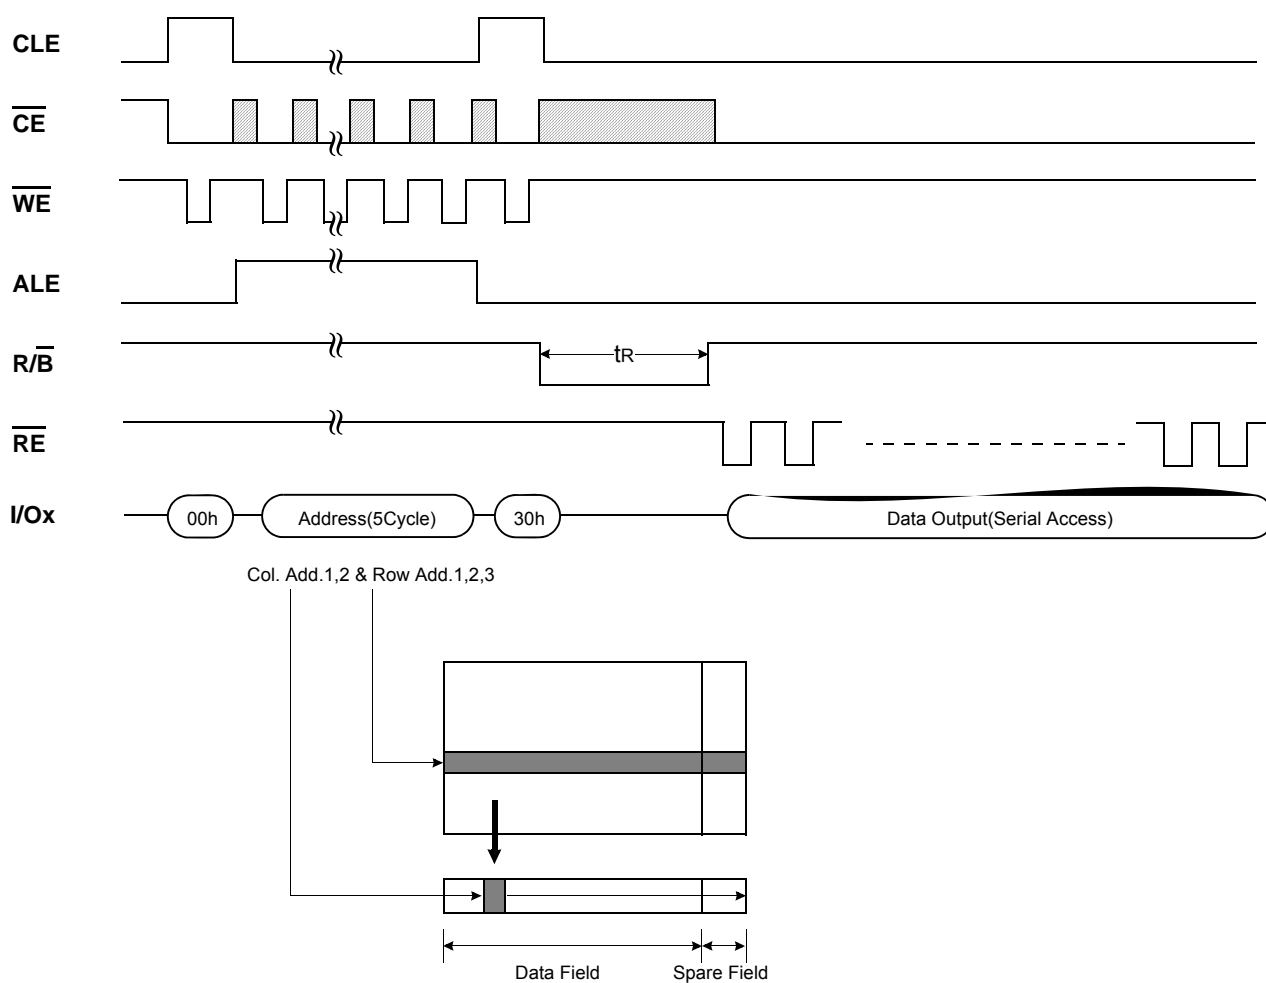 CLE
CE
WE
ALE
R/B
tR
RE
I/Ox
00h
Address(5Cycle)
30h
Data Output(Serial Access)
Col. Add.1,2 & Row Add.1,2,3
Data Field
Spare Field